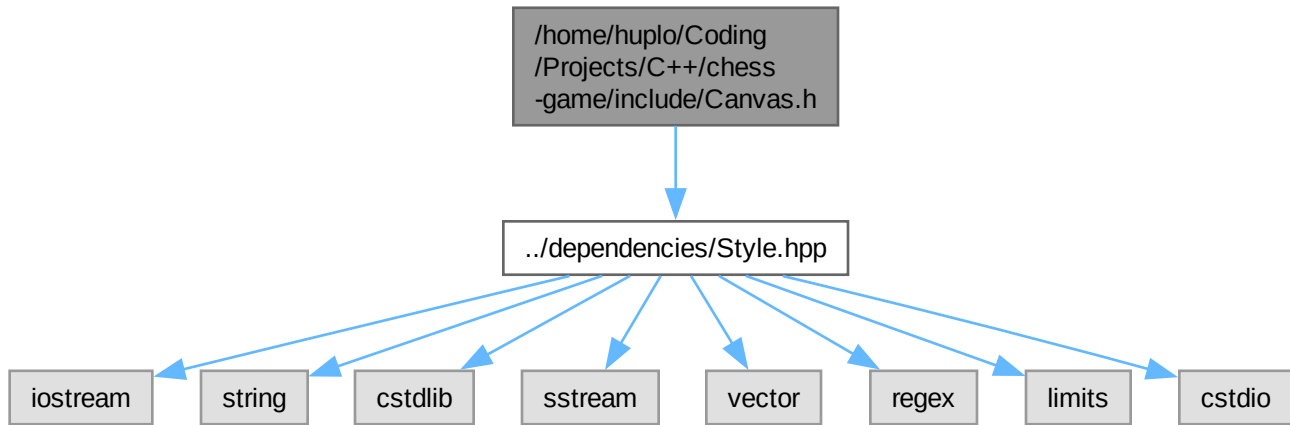 /home/huplo/Coding
/Projects/C++/chess
-game/include/Canvas.h
../dependencies/Style.hpp
iostream
string
cstdlib
sstream
vector
regex
limits
cstdio